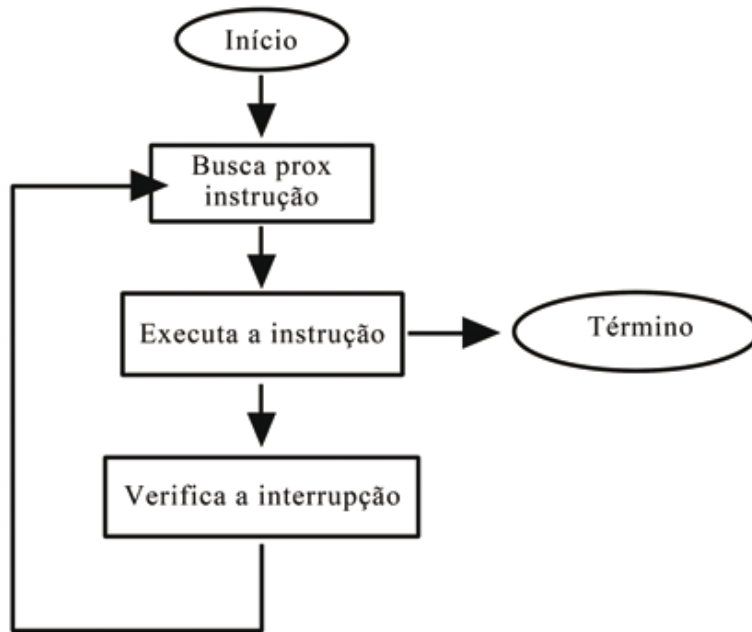 Início
Busca prox
instrução
Executa a instrução
Término
Verifica a interrupção